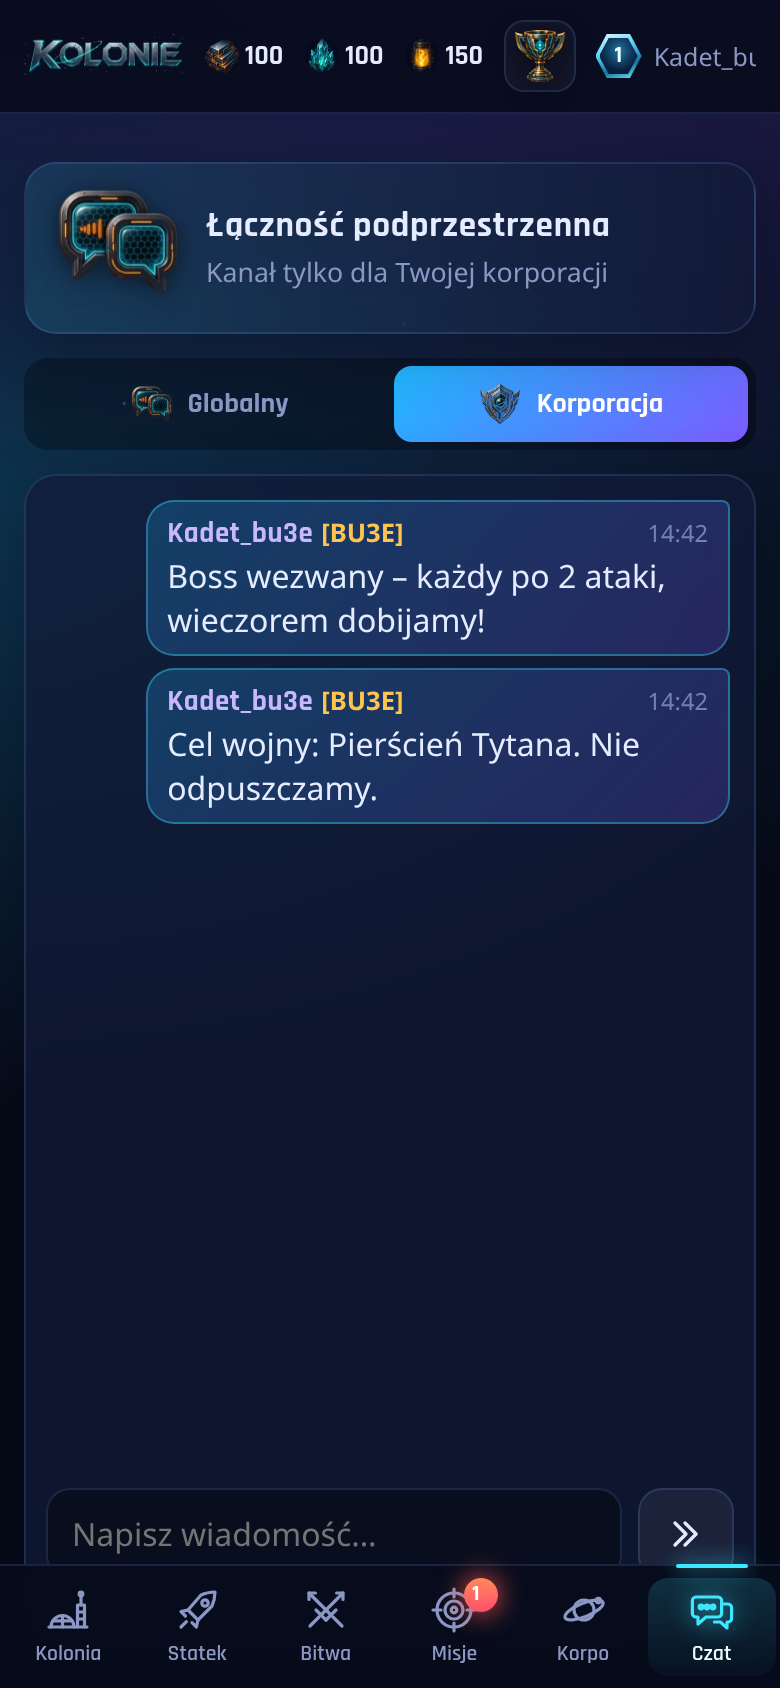 KOLONIE 100 100 150 1 Kadet_bu
Łączność podprzestrzenna
Kanał tylko dla Twojej korporacji
Globalny Korporacja
Kadet_bu3e [BU3E] 14:42
Boss wezwany – każdy po 2 ataki,
wieczorem dobijamy!
Kadet_bu3e [BU3E] 14:42
Cel wojny: Pierścień Tytana. Nie
odpuszczamy.
Napisz wiadomość...
1
Kolonia Statek Bitwa Misje Korpo Czat